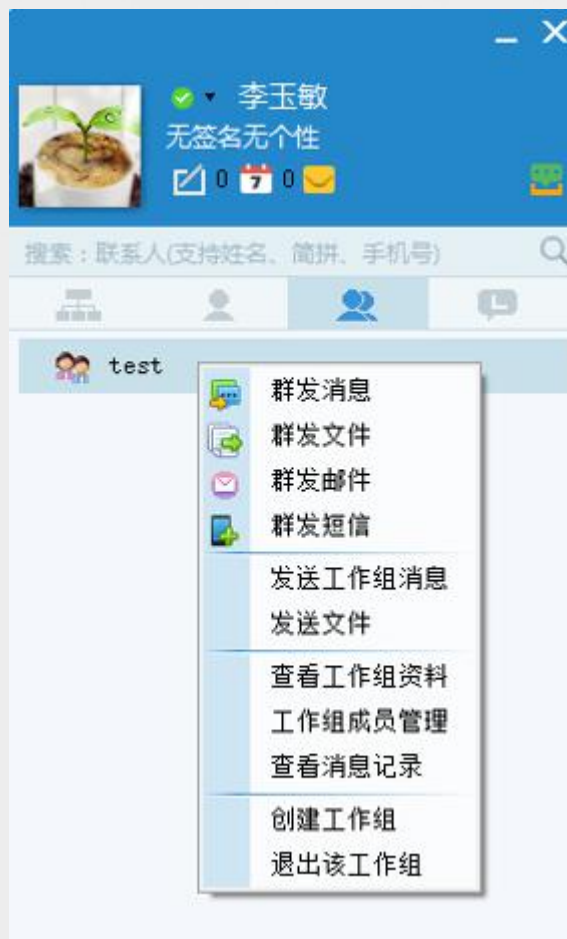 李玉敏
无签名无个性
0 7 0
搜索：联系人(支持姓名、简拼、手机号)
test
群发消息
群发文件
群发邮件
群发短信
发送工作组消息
发送文件
查看工作组资料
工作组成员管理
查看消息记录
创建工作组
退出该工作组